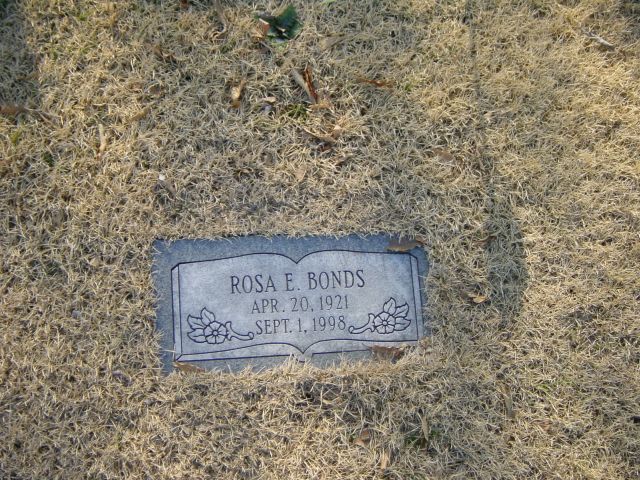 ROSA E. BONDS
APR. 20, 1921
SEPT. 1, 1998